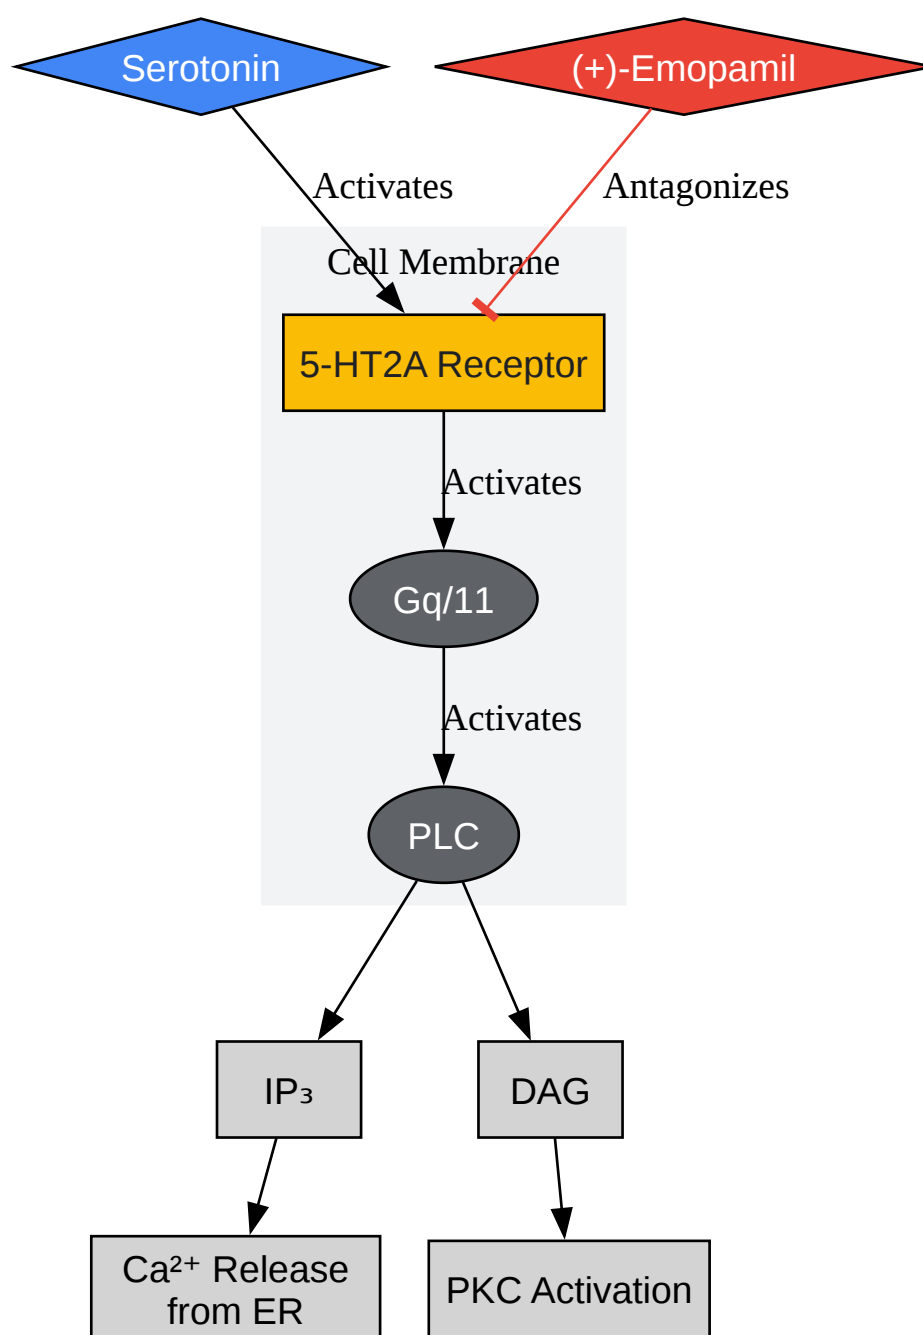 Serotonin
(+)-Emopamil
Activates
Antagonizes
Cell Membrane
5-HT2A Receptor
Activates
Gq/11
Activates
PLC
IP₃
DAG
Ca²⁺ Release
from ER
PKC Activation